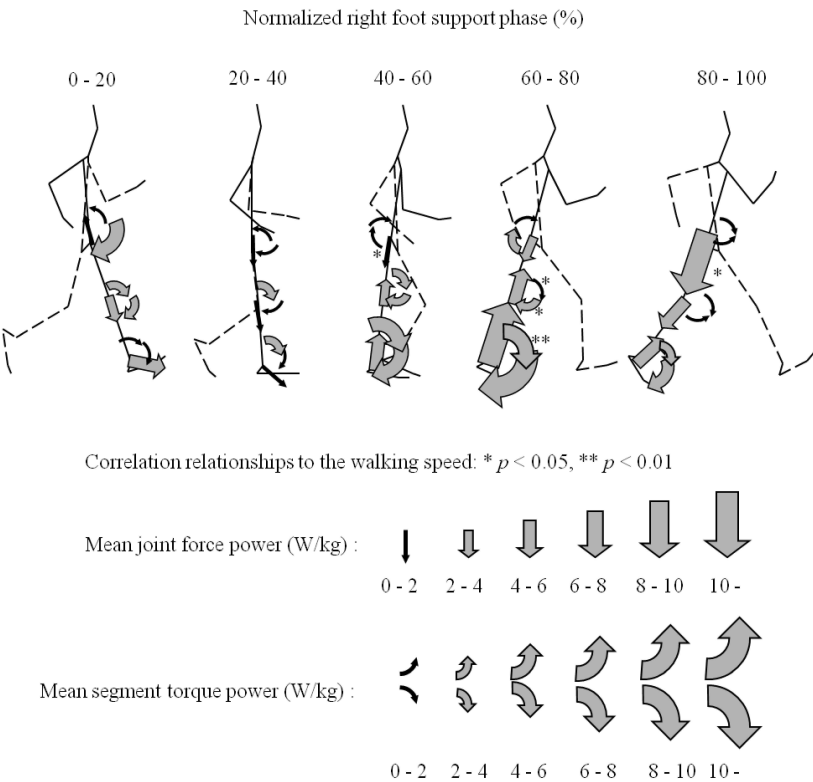 Normalized right foot support phase (%)
0 - 20 20 - 40 40 - 60 60 - 80 80 - 100
*
*
*
*
**
Correlation relationships to the walking speed: * p < 0.05, ** p < 0.01
Mean joint force power (W/kg) :
0 - 2 2 - 4 4 - 6 6 - 8 8 - 10 10 -
Mean segment torque power (W/kg) :
0 - 2 2 - 4 4 - 6 6 - 8 8 - 10 10 -